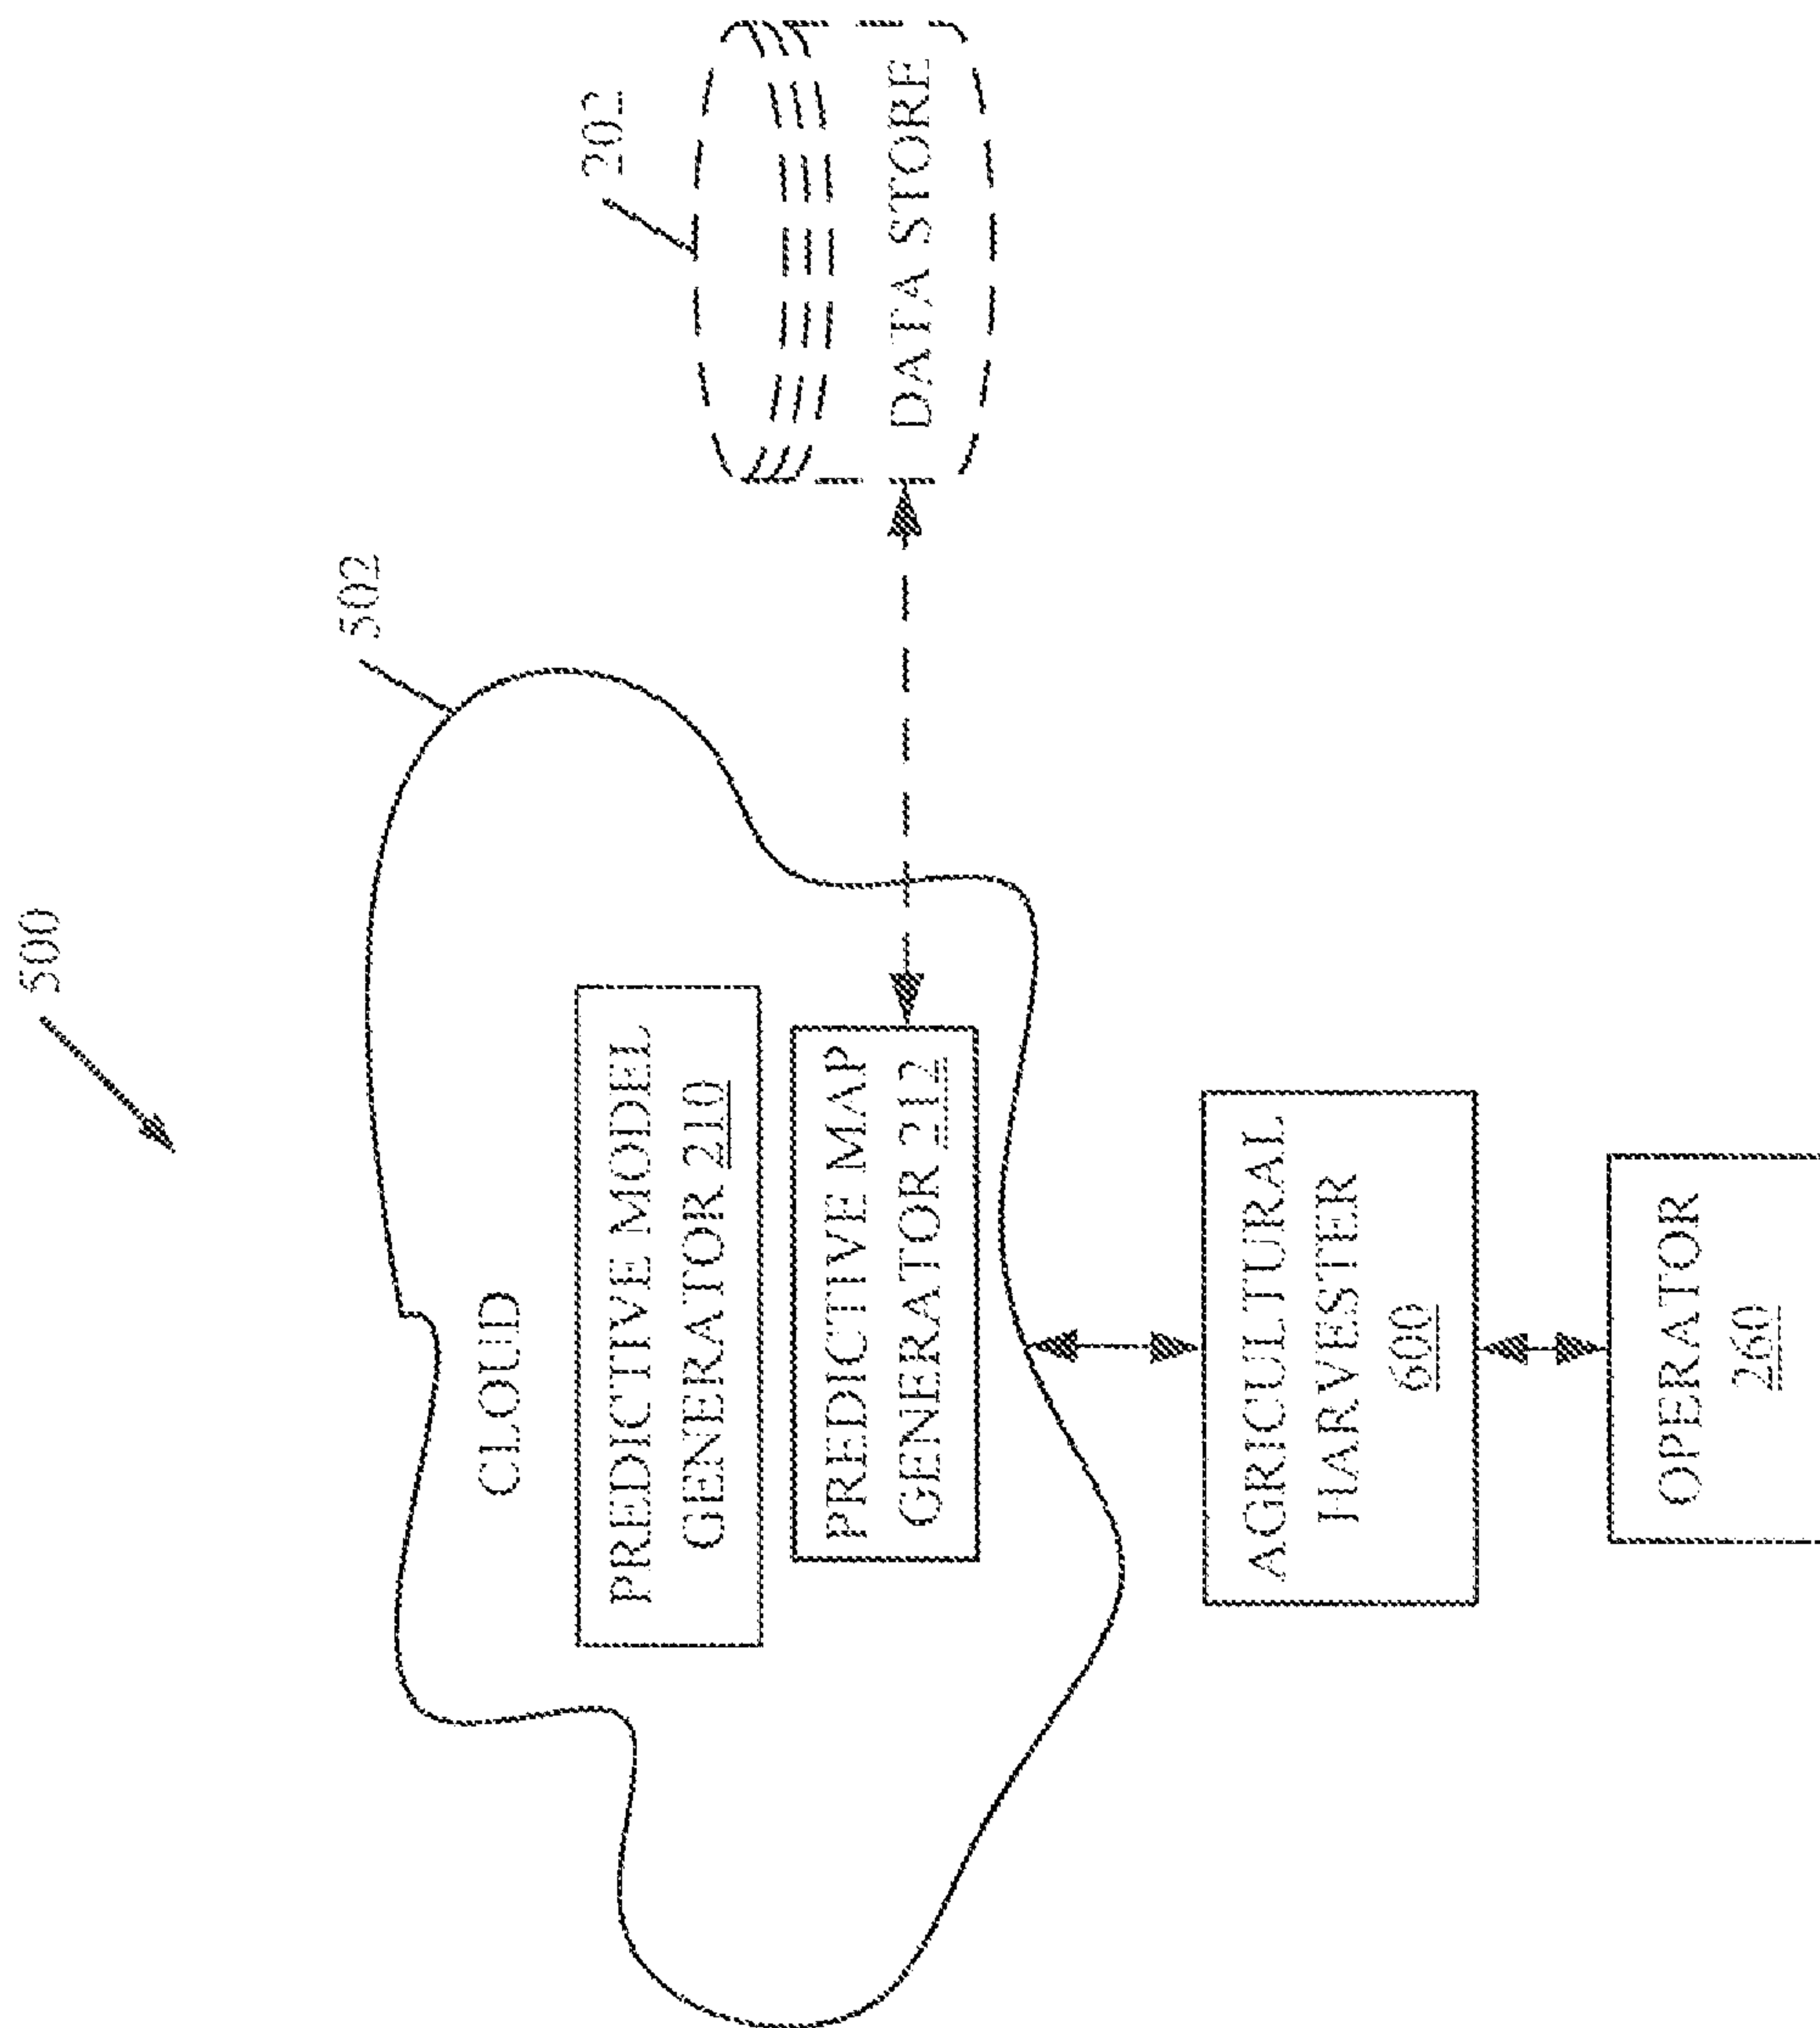 500
502
202
CLOUD
PREDICTIVE MODEL
GENERATOR 210
PREDICTIVE MAP
GENERATOR 212
DATA STORE
AGRICULTURAL
HARVESTER
600
OPERATOR
260